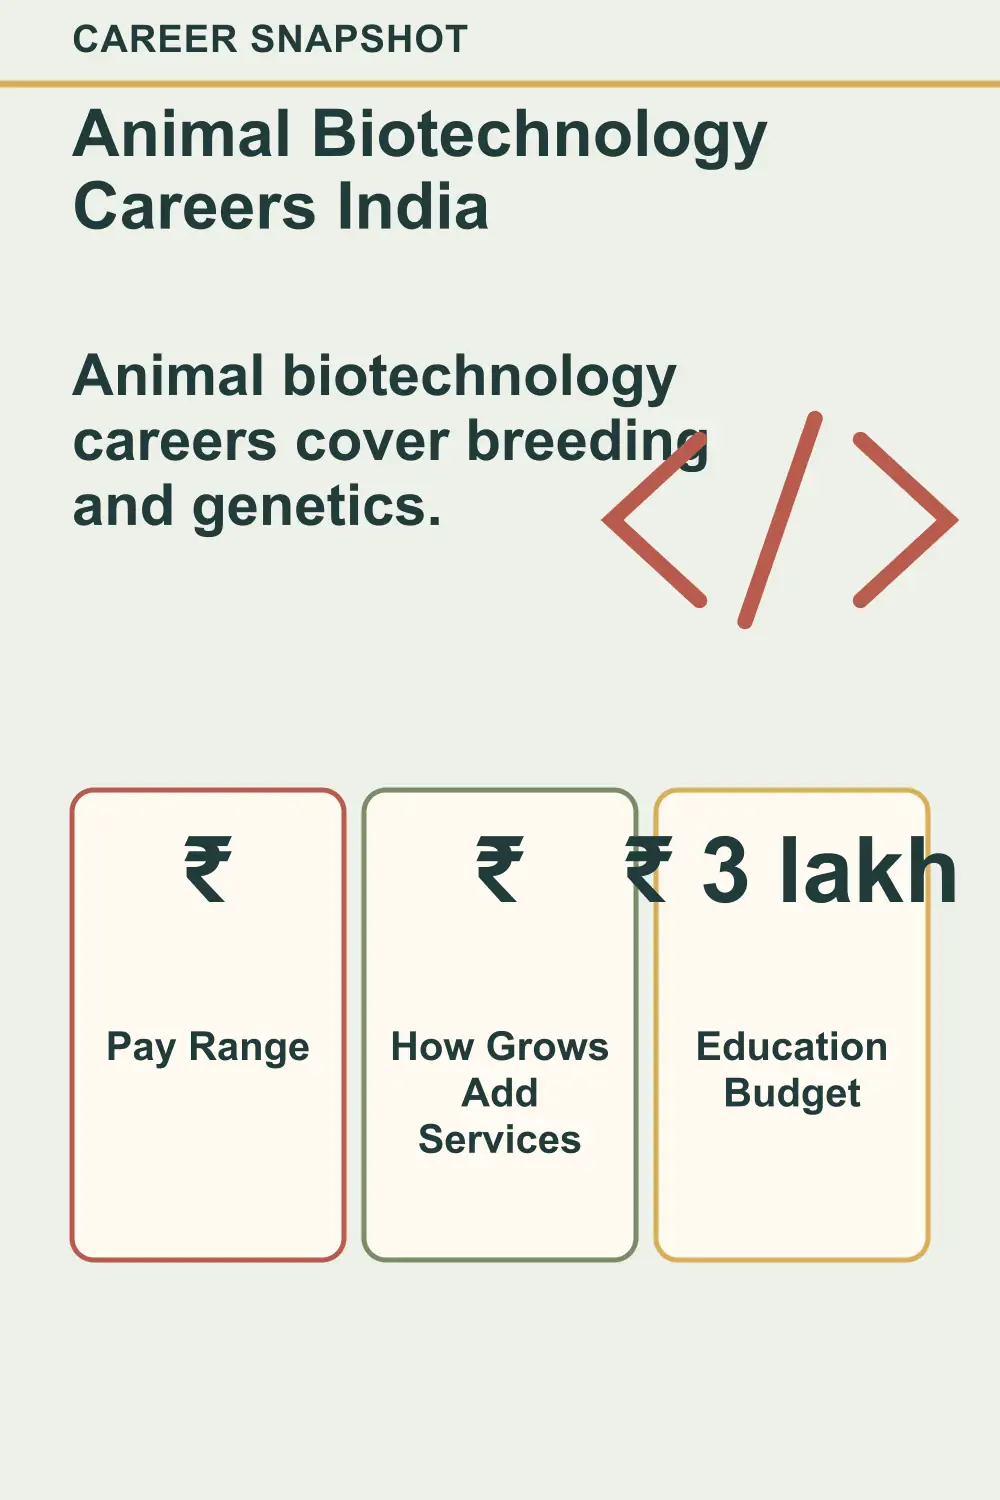 CAREER SNAPSHOT
Animal Biotechnology
Careers India
Animal biotechnology
careers cover breeding
and genetics.
₹
Pay Range
₹
How Grows
Add
Services
₹ 3 lakh
Education
Budget